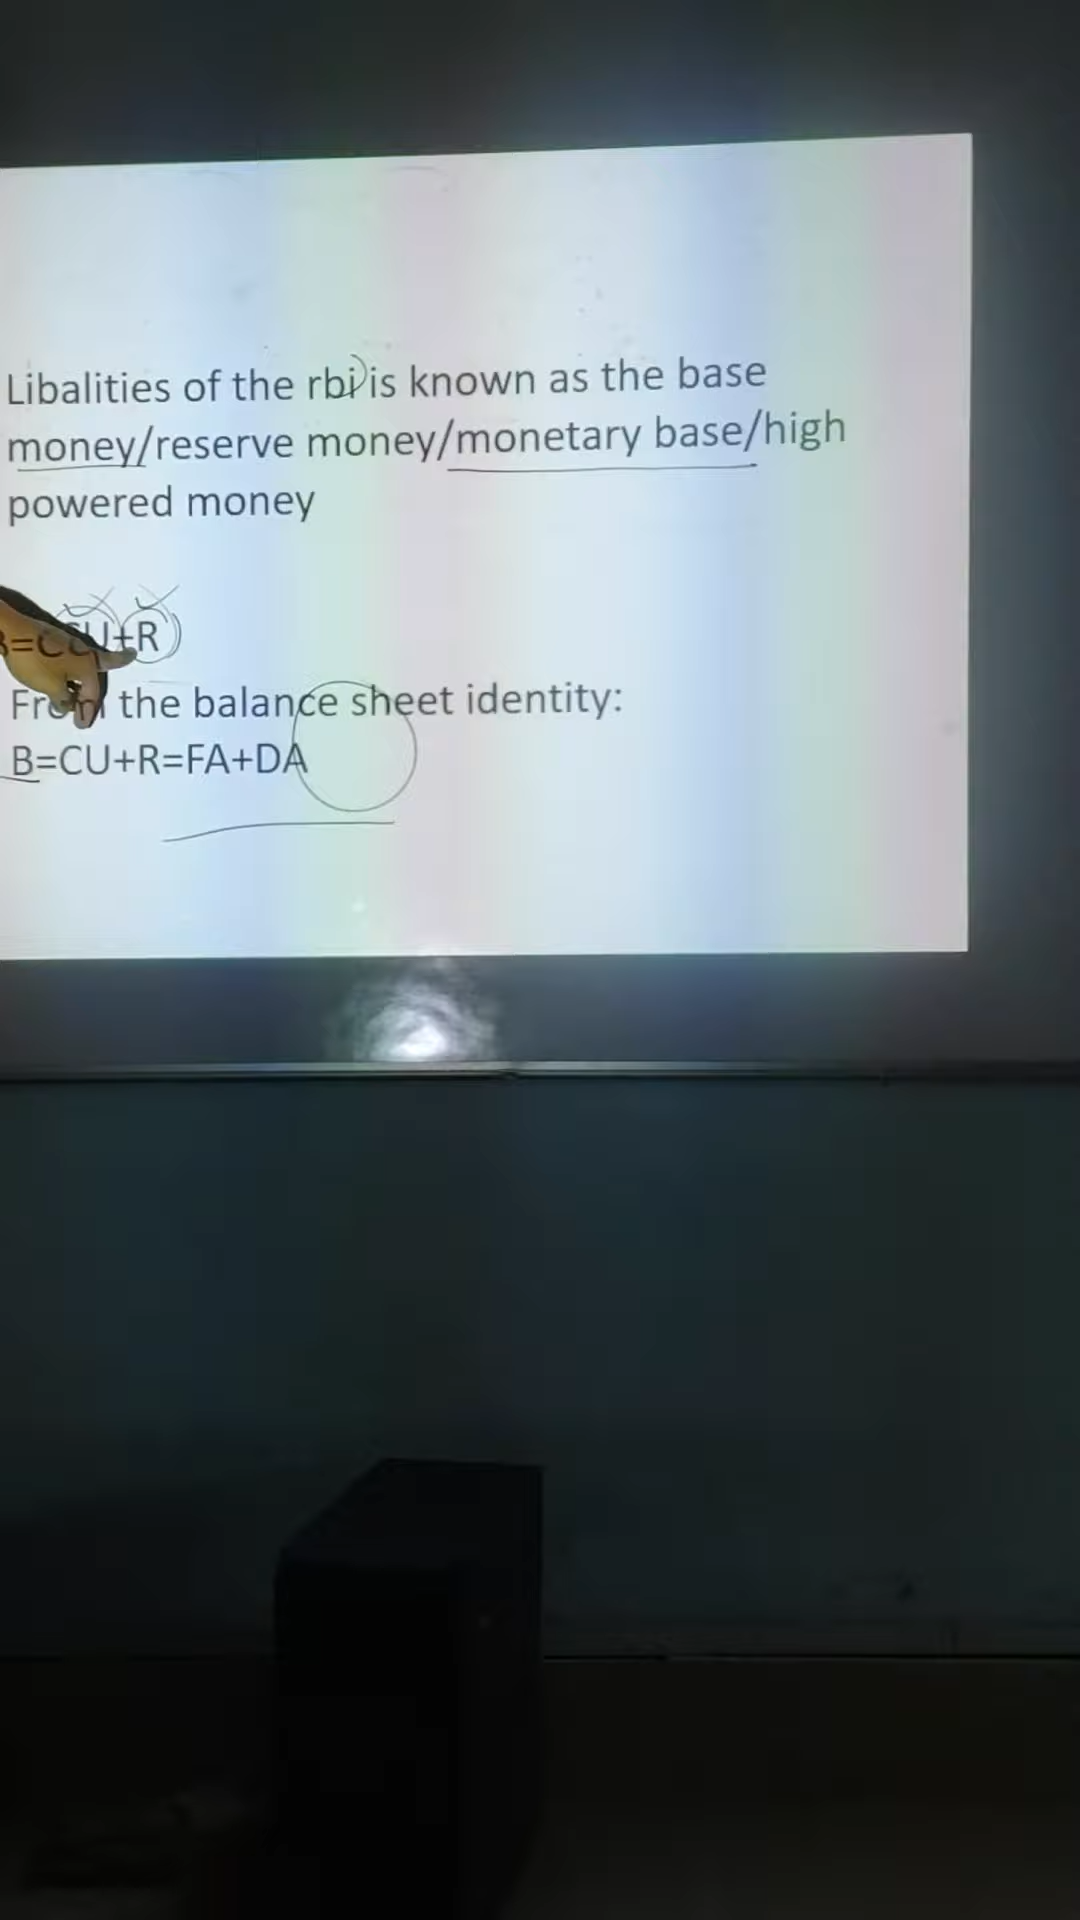 Libalities of the rbi is known as the base
money/reserve money/monetary base/high
powered money
U+R
From the balance sheet identity:
B=CU+R=FA+DA